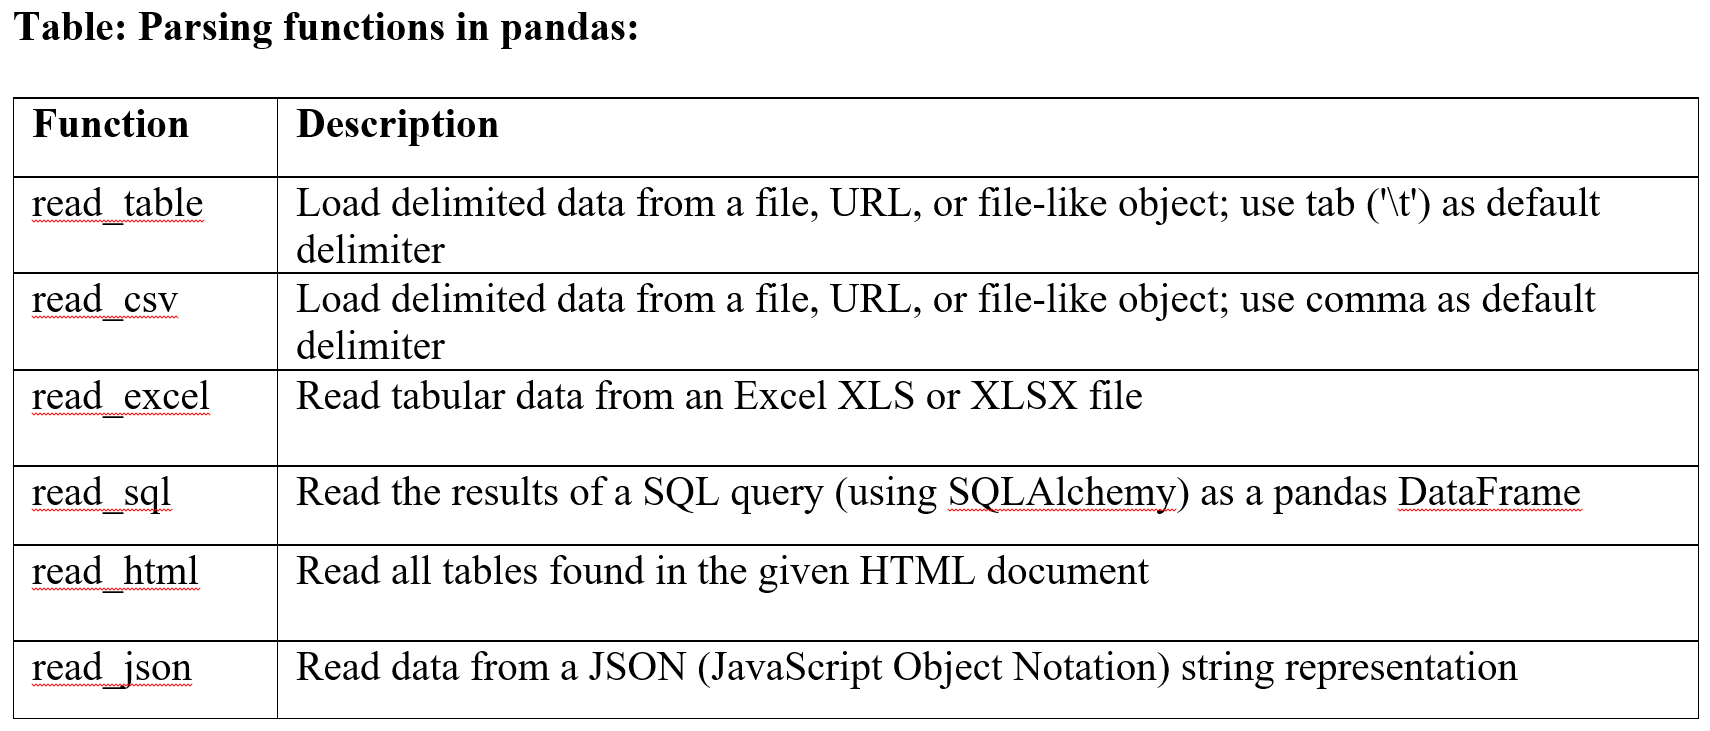 Table: Parsing functions in pandas:
Function Description
read_table Load delimited data from a file, URL, or file-like object; use tab ('\t') as default
delimiter
read_csv Load delimited data from a file, URL, or file-like object; use comma as default
delimiter
read_excel Read tabular data from an Excel XLS or XLSX file
read_sql Read the results of a SQL query (using SQLAlchemy) as a pandas DataFrame
read_html Read all tables found in the given HTML document
read_json Read data from a JSON (JavaScript Object Notation) string representation